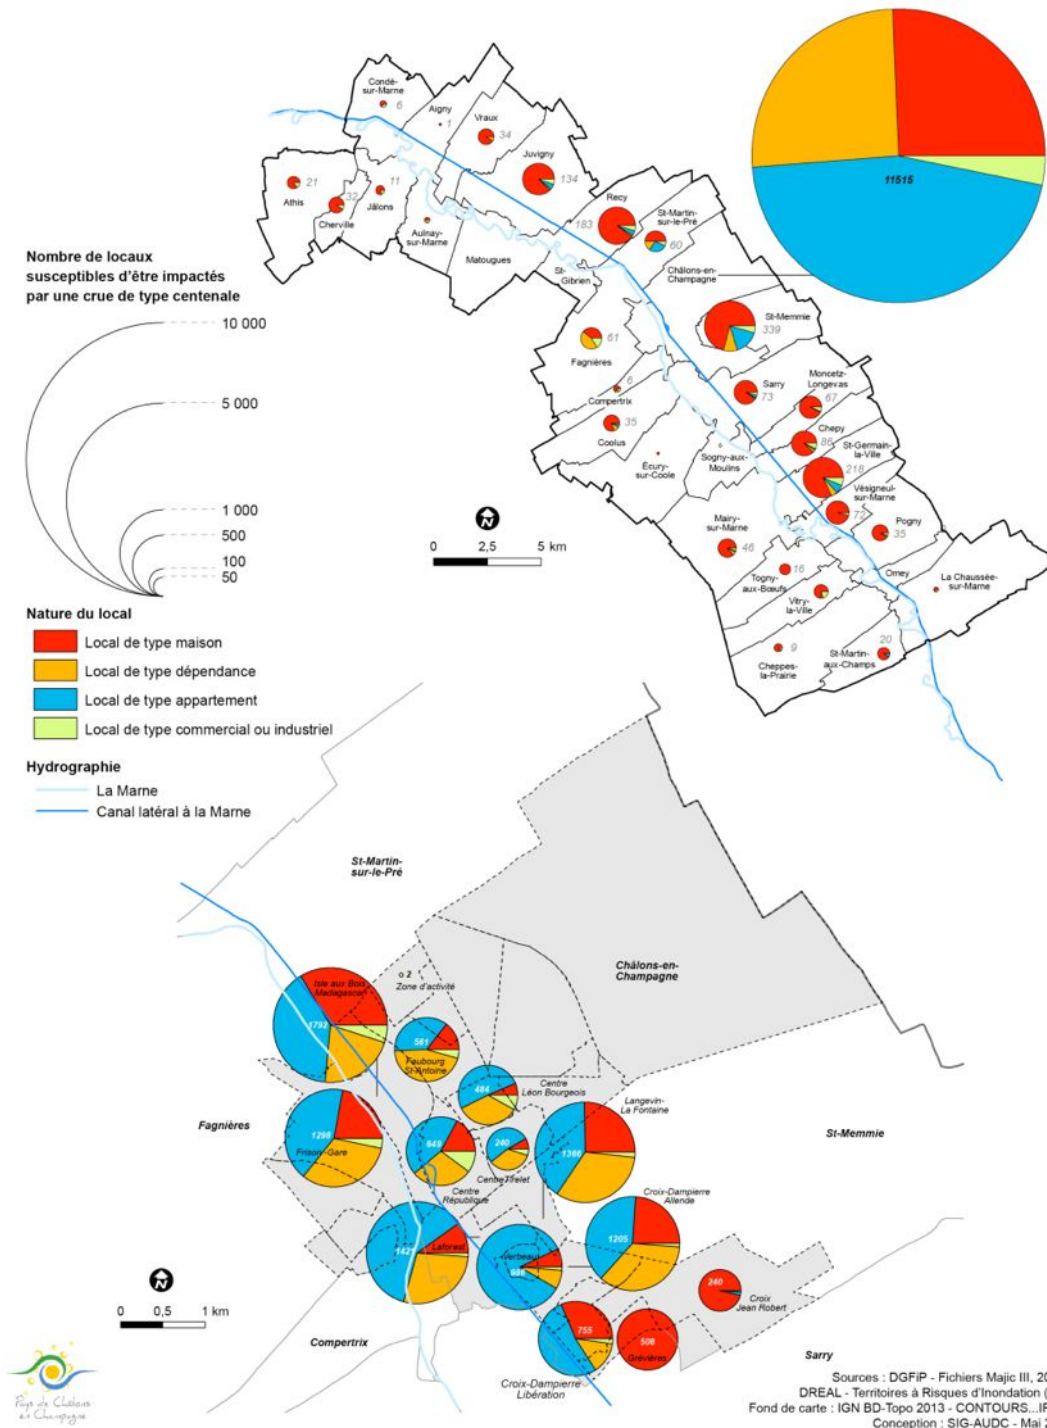 Condé-
sur-Marne
6
Aigny
1
Vraux
34
Juvigny
134
Athis
21
Cherville
32
Jâlons
11
Aulnay-
sur-Marne
Matougues
Recy
183
St-Martin-
sur-le-Pré
60
St-
Gibrien
Châlons-en-
Champagne
11515
St-Memmie
339
Fagnières
61
Compertrix
6
Coolus
35
Écury-
sur-Coole
Sarry
73
Moncetz-
Longevas
67
Chepy
86
St-Germain-
la-Ville
218
Sogny-aux-
Moulins
Vésigneul-
sur-Marne
72
Pogny
35
Mairy-
sur-Marne
46
Togny-
aux-Bœufs
16
Vitry-
la-Ville
Omey
La Chaussée-
sur-Marne
Cheppes-
la-Prairie
9
St-Martin-
aux-Champs
20
Nombre de locaux
susceptibles d'être impactés
par une crue de type centenale
10 000
5 000
1 000
500
100
50
0 2,5 5 km
Nature du local
Local de type maison
Local de type dépendance
Local de type appartement
Local de type commercial ou industriel
Hydrographie
La Marne
Canal latéral à la Marne
St-Martin-
sur-le-Pré
Châlons-en-
Champagne
Isle aux Bois
Madagascar
1792
2
Zone d'activité
561
Faubourg
St-Antoine
484
Centre
Léon Bourgeois
Langevin-
La Fontaine
1366
Fagnières
St-Memmie
1298
Frison-Gare
649
Centre
République
240
Centre Tirelet
Croix-Dampierre
Allende
1205
1421
Laforest
Verbeau
240
Croix
Jean Robert
755
Croix-Dampierre
Libération
508
Grévières
0 0,5 1 km
Compertrix
Sarry
Pays de Châlons
en Champagne
Sources : DGFiP - Fichiers Majic III, 20
DREAL - Territoires à Risques d'Inondation (
Fond de carte : IGN BD-Topo 2013 - CONTOURS...IF
Conception : SIG-AUDC - Mai 2